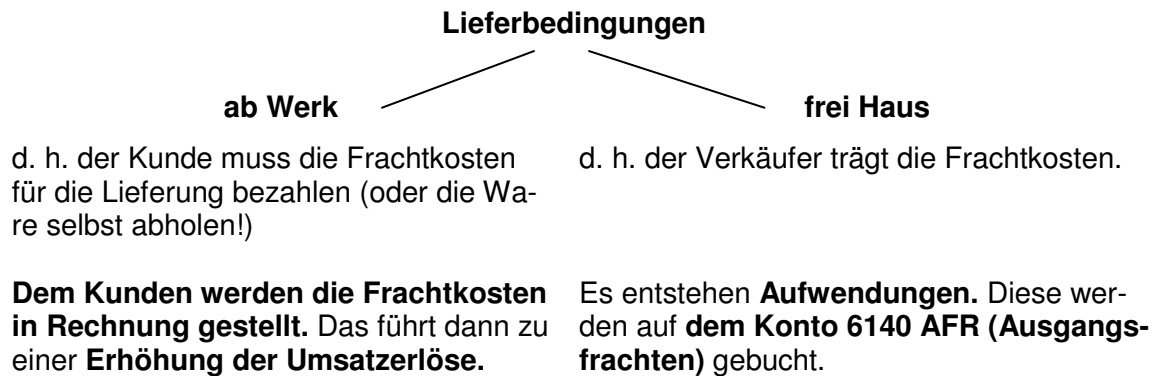 Lieferbedingungen
ab Werk
d. h. der Kunde muss die Frachtkosten
für die Lieferung bezahlen (oder die Wa-
re selbst abholen!)
Dem Kunden werden die Frachtkosten
in Rechnung gestellt. Das führt dann zu
einer Erhöhung der Umsatzerlöse.
frei Haus
d. h. der Verkäufer trägt die Frachtkosten.
Es entstehen Aufwendungen. Diese wer-
den auf dem Konto 6140 AFR (Ausgangs-
frachten) gebucht.